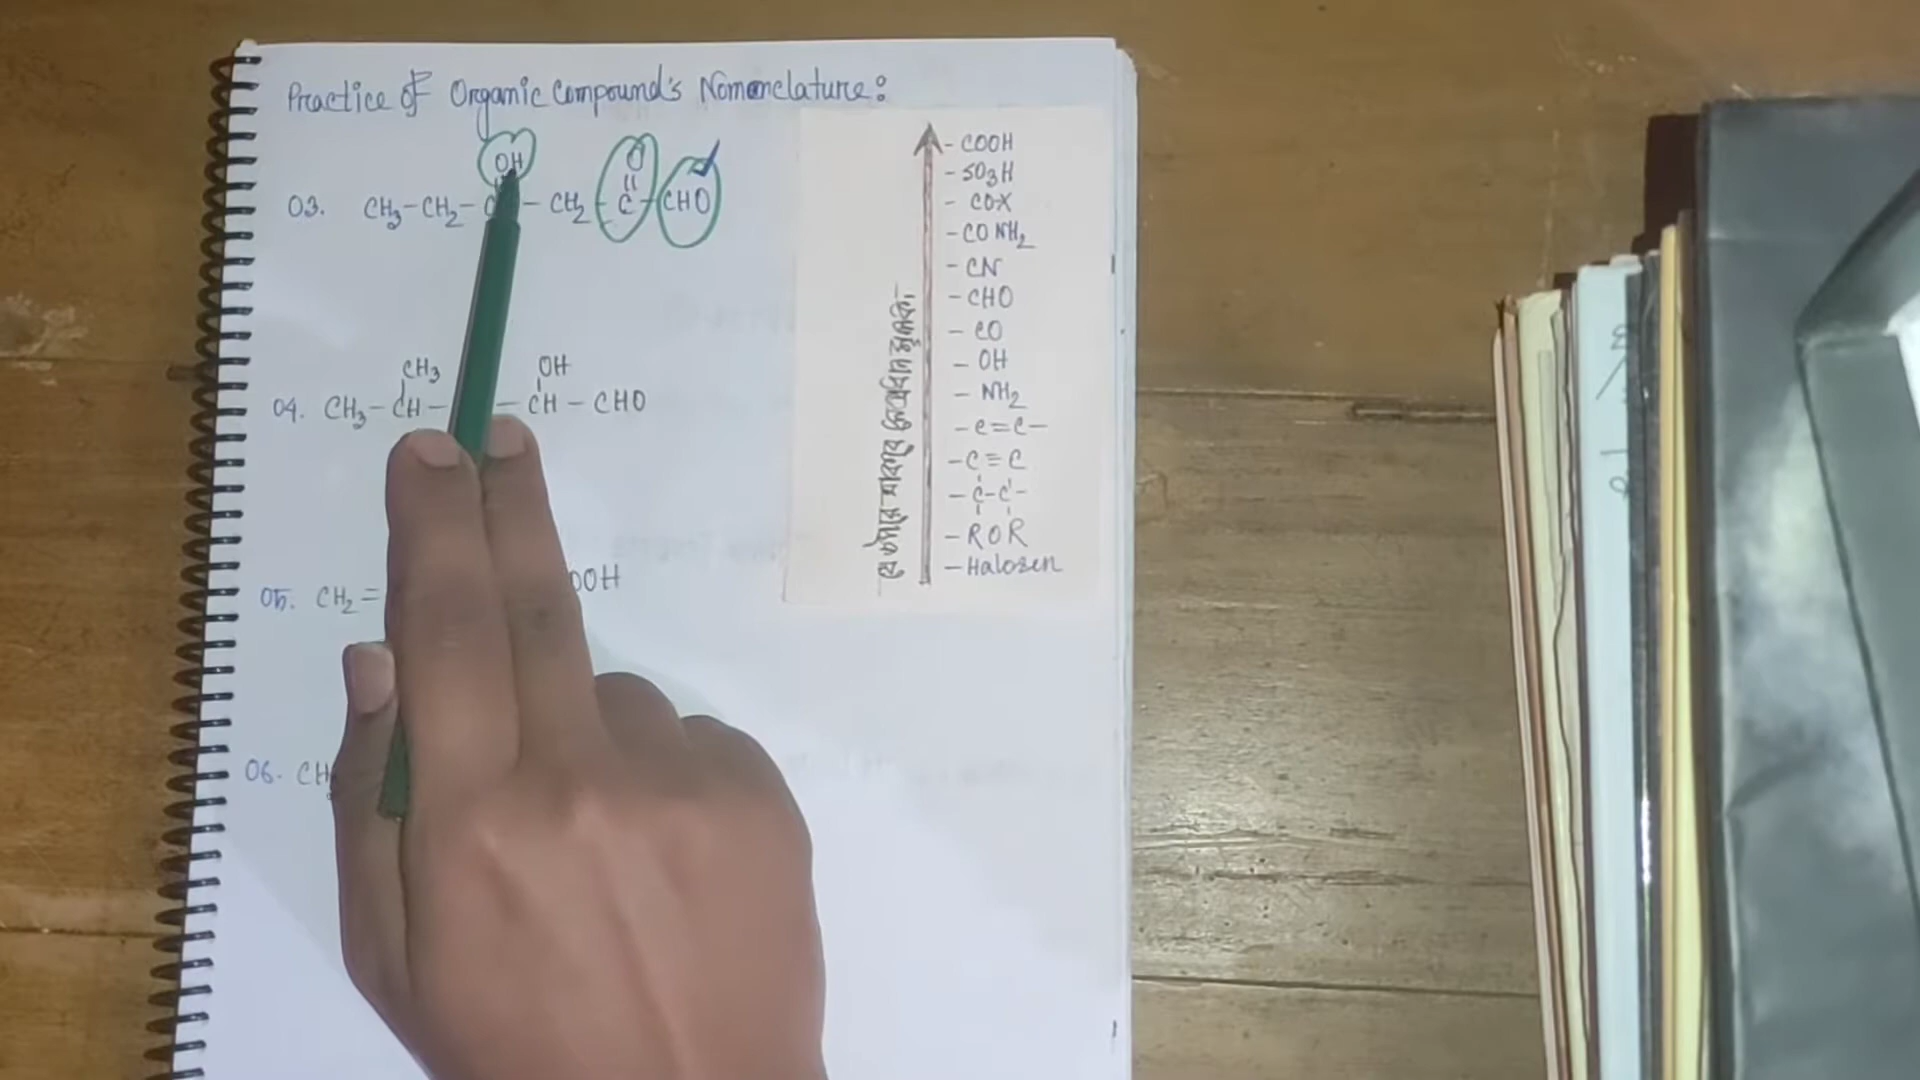 Practice of Organic Compound's Nomenclature:
OH O
03. CH3-CH2-C - CH2 - C - CHO
CH3 OH
04. CH3 - CH - - CH - CHO
05. CH2 = OOH
06. CH
- COOH
- SO3H
- COX
- CONH2
- CN
- CHO
- CO
- OH
- NH2
- C=C-
- C≡C
- C-C-
- ROR
- Halogen